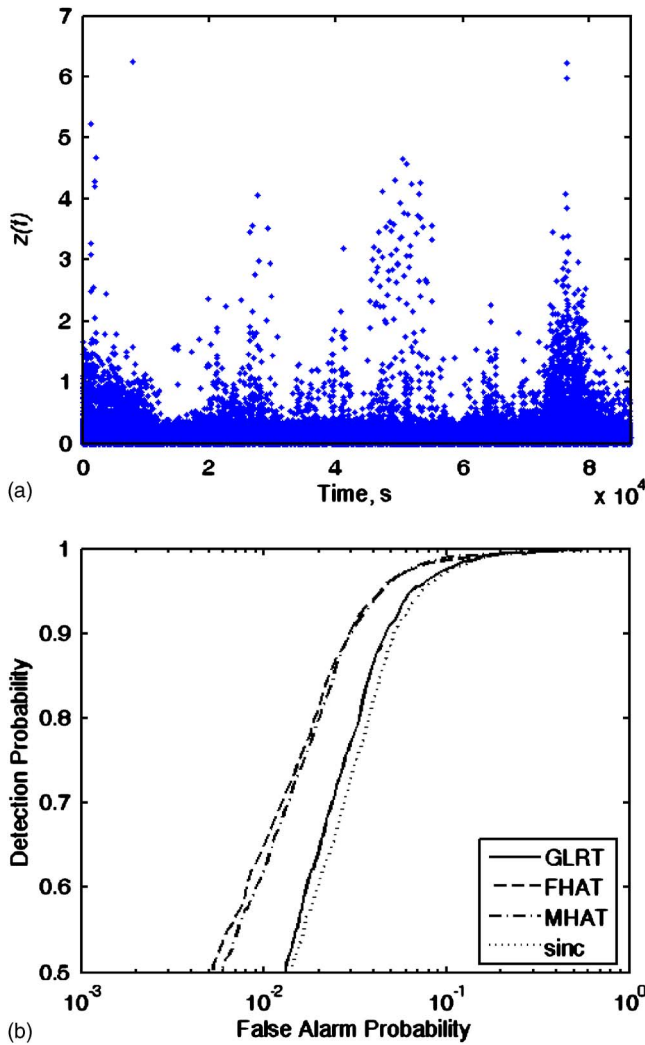 7
6
5
4
3
2
1
0
z(t)
0 2 4 6 8
Time, s
x 10^4
(a)
1
0.9
0.8
0.7
0.6
0.5
Detection Probability
GLRT
FHAT
MHAT
sinc
10^-3 10^-2 10^-1 10^0
False Alarm Probability
(b)